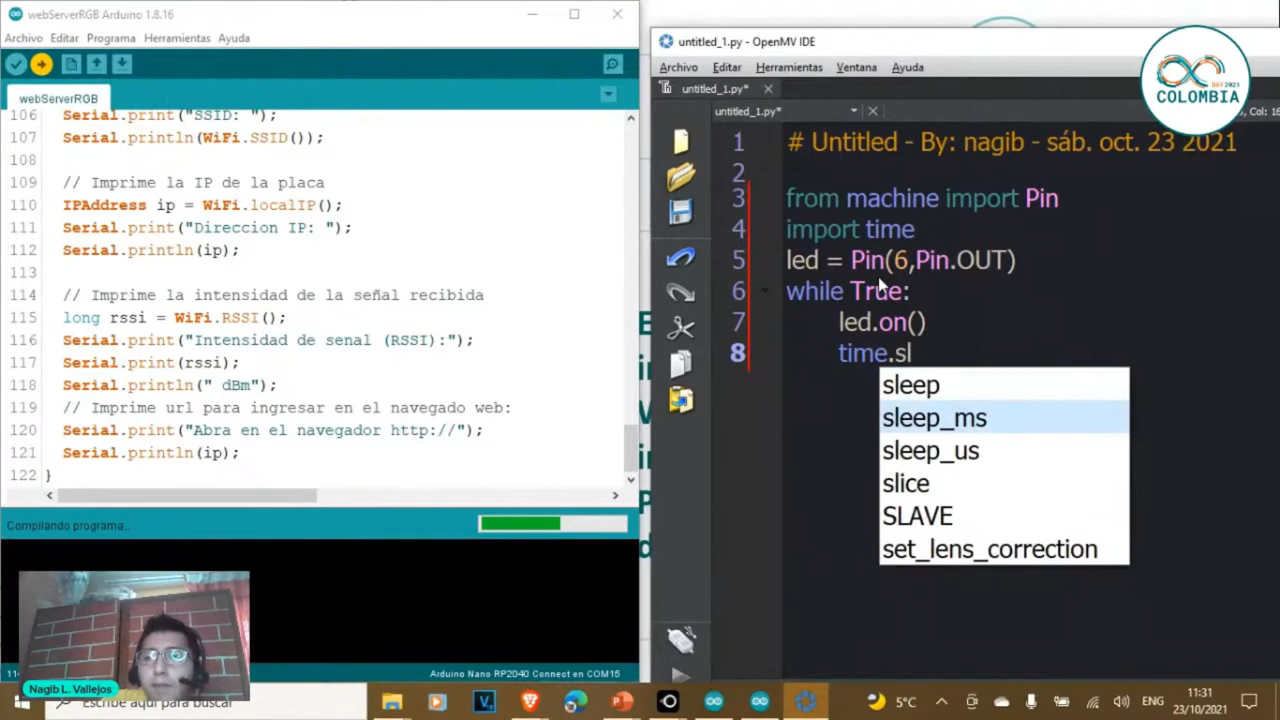 webServerRGB Arduino 1.8.16
Archivo Editar Programa Herramientas Ayuda
webServerRGB
106 Serial.print("SSID: ");
107 Serial.println(WiFi.SSID());
108
109 // Imprime la IP de la placa
110 IPAddress ip = WiFi.localIP();
111 Serial.print("Direccion IP: ");
112 Serial.println(ip);
113
114 // Imprime la intensidad de la señal recibida
115 long rssi = WiFi.RSSI();
116 Serial.print("Intensidad de senal (RSSI):");
117 Serial.print(rssi);
118 Serial.println(" dBm");
119 // Imprime url para ingresar en el navegado web:
120 Serial.print("Abra en el navegador http://");
121 Serial.println(ip);
122 }
Compilando programa...
Arduino Nano RP2040 Connect en COM15
Nagib L. Vallejos
untitled_1.py - OpenMV IDE
Archivo Editar Herramientas Ventana Ayuda
untitled_1.py*
untitled_1.py*
1 # Untitled - By: nagib - sáb. oct. 23 2021
2
3 from machine import Pin
4 import time
5 led = Pin(6,Pin.OUT)
6 while True:
7 led.on()
8 time.sl
sleep
sleep_ms
sleep_us
slice
SLAVE
set_lens_correction
DAY 2021
COLOMBIA
Escribe aquí para buscar
5°C
ENG
11:31
23/10/2021